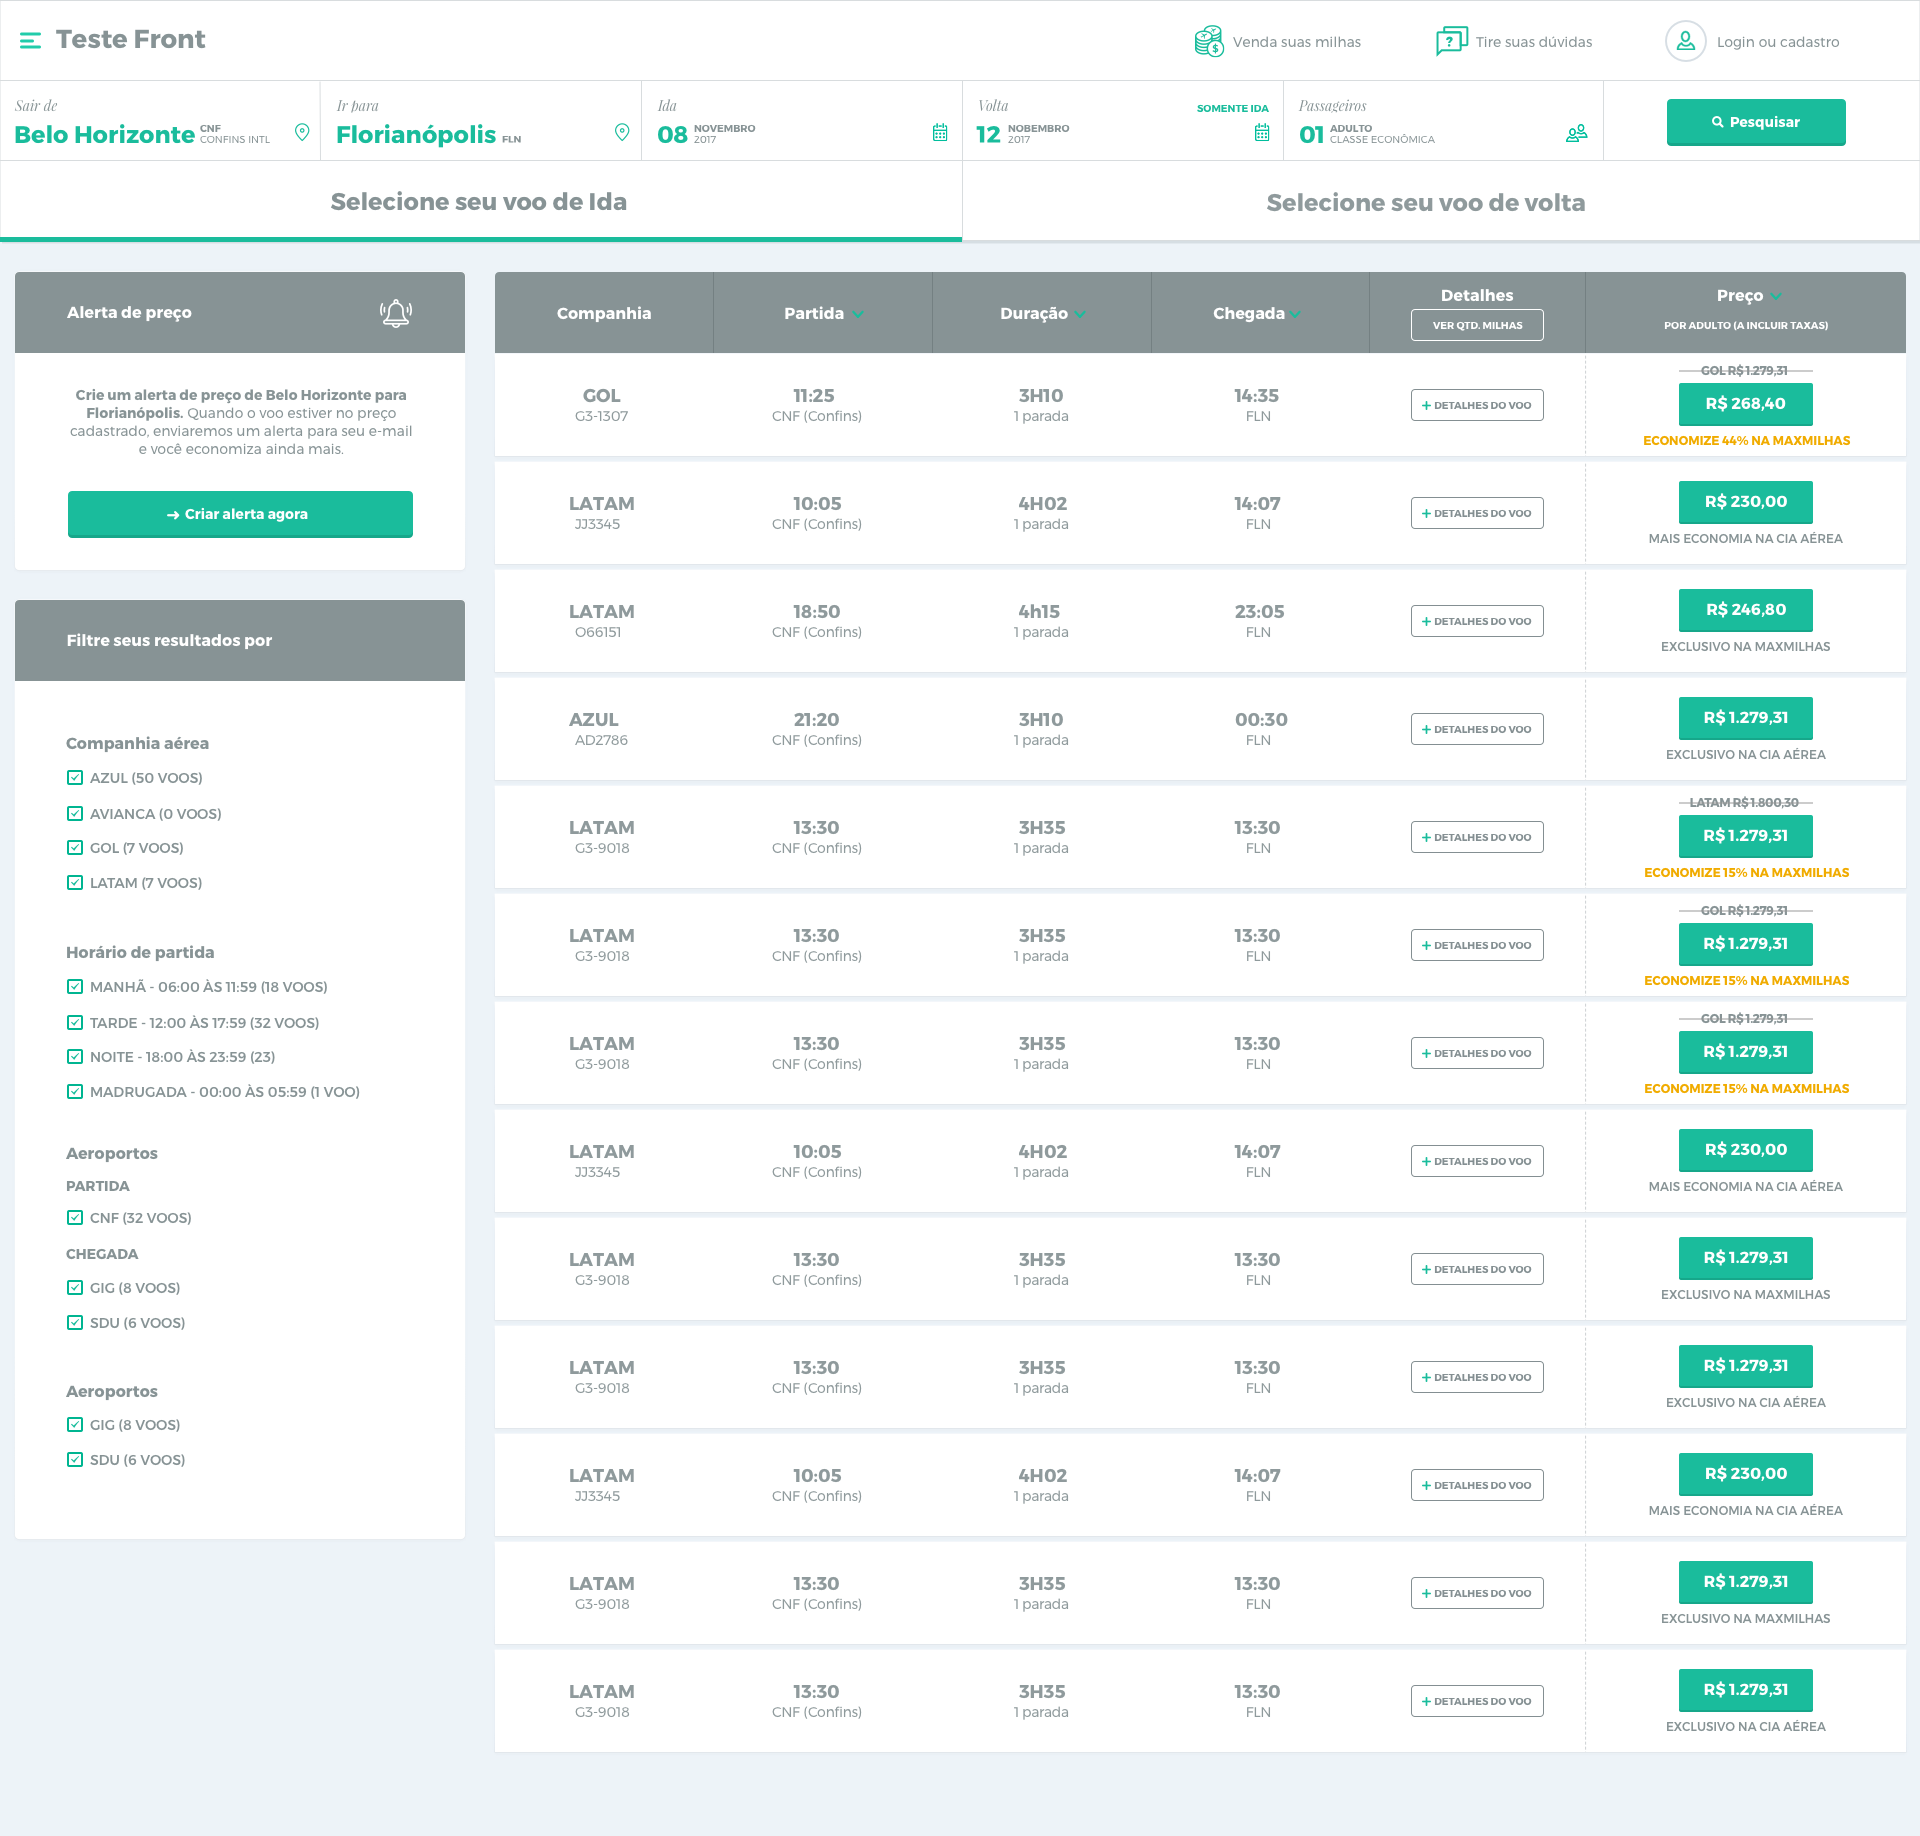 Teste Front
Venda suas milhas
Tire suas dúvidas
Login ou cadastro
Sair de
Belo Horizonte CNF
CONFINS INTL
Ir para
Florianópolis FLN
Ida
08 NOVEMBRO
2017
Volta
SOMENTE IDA
12 NOBEMBRO
2017
Passageiros
01 ADULTO
CLASSE ECONÔMICA
Pesquisar
Selecione seu voo de Ida
Selecione seu voo de volta
Alerta de preço
Crie um alerta de preço de Belo Horizonte para
Florianópolis. Quando o voo estiver no preço
cadastrado, enviaremos um alerta para seu e-mail
e você economiza ainda mais.
Criar alerta agora
Filtre seus resultados por
Companhia aérea
AZUL (50 VOOS)
AVIANCA (0 VOOS)
GOL (7 VOOS)
LATAM (7 VOOS)
Horário de partida
MANHÃ - 06:00 ÀS 11:59 (18 VOOS)
TARDE - 12:00 ÀS 17:59 (32 VOOS)
NOITE - 18:00 ÀS 23:59 (23)
MADRUGADA - 00:00 ÀS 05:59 (1 VOO)
Aeroportos
PARTIDA
CNF (32 VOOS)
CHEGADA
GIG (8 VOOS)
SDU (6 VOOS)
Aeroportos
GIG (8 VOOS)
SDU (6 VOOS)
Companhia
Partida
Duração
Chegada
Detalhes
VER QTD. MILHAS
Preço
POR ADULTO (A INCLUIR TAXAS)
GOL R$ 1.279,31
GOL 11:25 3H10 14:35 + DETALHES DO VOO R$ 268,40
G3-1307 CNF (Confins) 1 parada FLN
ECONOMIZE 44% NA MAXMILHAS
LATAM 10:05 4H02 14:07 + DETALHES DO VOO R$ 230,00
JJ3345 CNF (Confins) 1 parada FLN
MAIS ECONOMIA NA CIA AÉREA
LATAM 18:50 4h15 23:05 + DETALHES DO VOO R$ 246,80
O66151 CNF (Confins) 1 parada FLN
EXCLUSIVO NA MAXMILHAS
AZUL 21:20 3H10 00:30 + DETALHES DO VOO R$ 1.279,31
AD2786 CNF (Confins) 1 parada FLN
EXCLUSIVO NA CIA AÉREA
LATAM R$ 1.800,30
LATAM 13:30 3H35 13:30 + DETALHES DO VOO R$ 1.279,31
G3-9018 CNF (Confins) 1 parada FLN
ECONOMIZE 15% NA MAXMILHAS
GOL R$ 1.279,31
LATAM 13:30 3H35 13:30 + DETALHES DO VOO R$ 1.279,31
G3-9018 CNF (Confins) 1 parada FLN
ECONOMIZE 15% NA MAXMILHAS
GOL R$ 1.279,31
LATAM 13:30 3H35 13:30 + DETALHES DO VOO R$ 1.279,31
G3-9018 CNF (Confins) 1 parada FLN
ECONOMIZE 15% NA MAXMILHAS
LATAM 10:05 4H02 14:07 + DETALHES DO VOO R$ 230,00
JJ3345 CNF (Confins) 1 parada FLN
MAIS ECONOMIA NA CIA AÉREA
LATAM 13:30 3H35 13:30 + DETALHES DO VOO R$ 1.279,31
G3-9018 CNF (Confins) 1 parada FLN
EXCLUSIVO NA MAXMILHAS
LATAM 13:30 3H35 13:30 + DETALHES DO VOO R$ 1.279,31
G3-9018 CNF (Confins) 1 parada FLN
EXCLUSIVO NA CIA AÉREA
LATAM 10:05 4H02 14:07 + DETALHES DO VOO R$ 230,00
JJ3345 CNF (Confins) 1 parada FLN
MAIS ECONOMIA NA CIA AÉREA
LATAM 13:30 3H35 13:30 + DETALHES DO VOO R$ 1.279,31
G3-9018 CNF (Confins) 1 parada FLN
EXCLUSIVO NA MAXMILHAS
LATAM 13:30 3H35 13:30 + DETALHES DO VOO R$ 1.279,31
G3-9018 CNF (Confins) 1 parada FLN
EXCLUSIVO NA CIA AÉREA